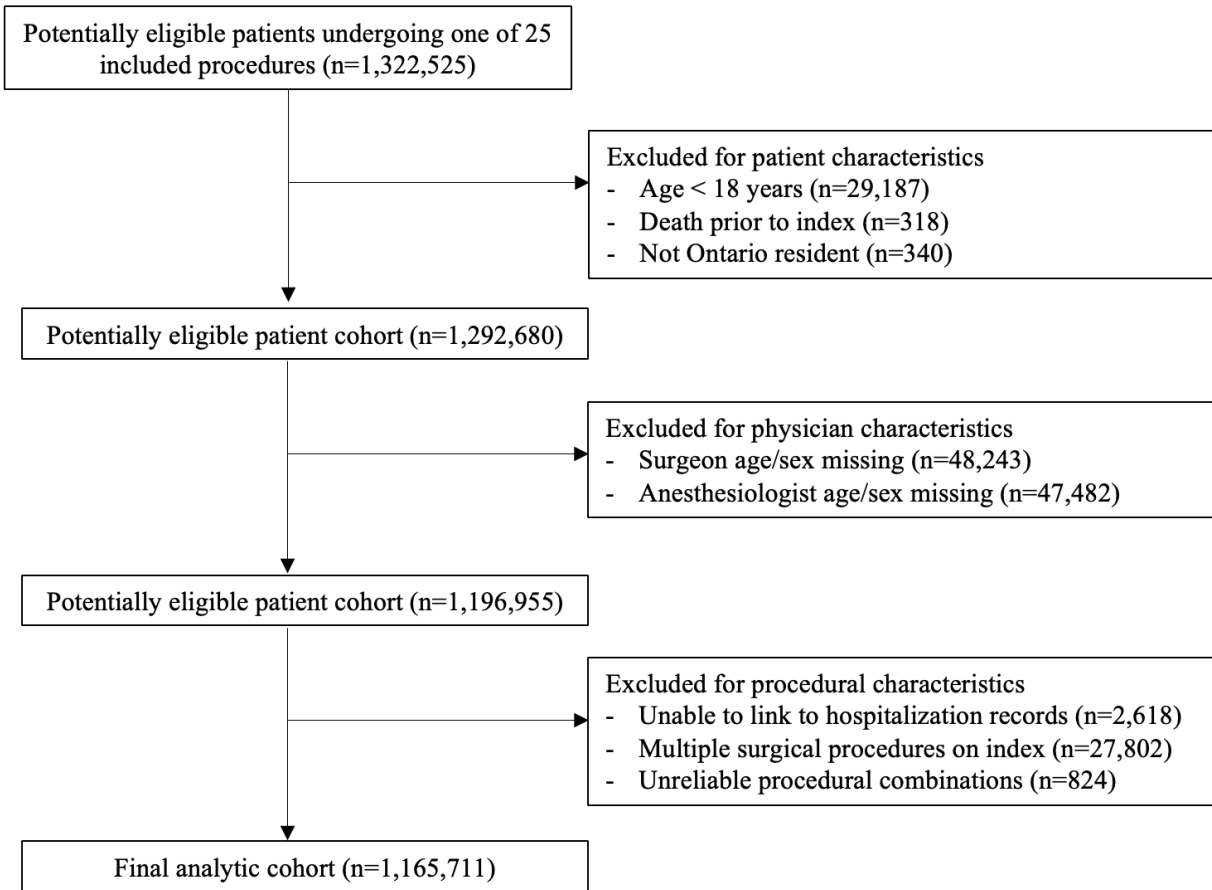 Potentially eligible patients undergoing one of 25
included procedures (n=1,322,525)
Excluded for patient characteristics
- Age < 18 years (n=29,187)
- Death prior to index (n=318)
- Not Ontario resident (n=340)
Potentially eligible patient cohort (n=1,292,680)
Excluded for physician characteristics
- Surgeon age/sex missing (n=48,243)
- Anesthesiologist age/sex missing (n=47,482)
Potentially eligible patient cohort (n=1,196,955)
Excluded for procedural characteristics
- Unable to link to hospitalization records (n=2,618)
- Multiple surgical procedures on index (n=27,802)
- Unreliable procedural combinations (n=824)
Final analytic cohort (n=1,165,711)